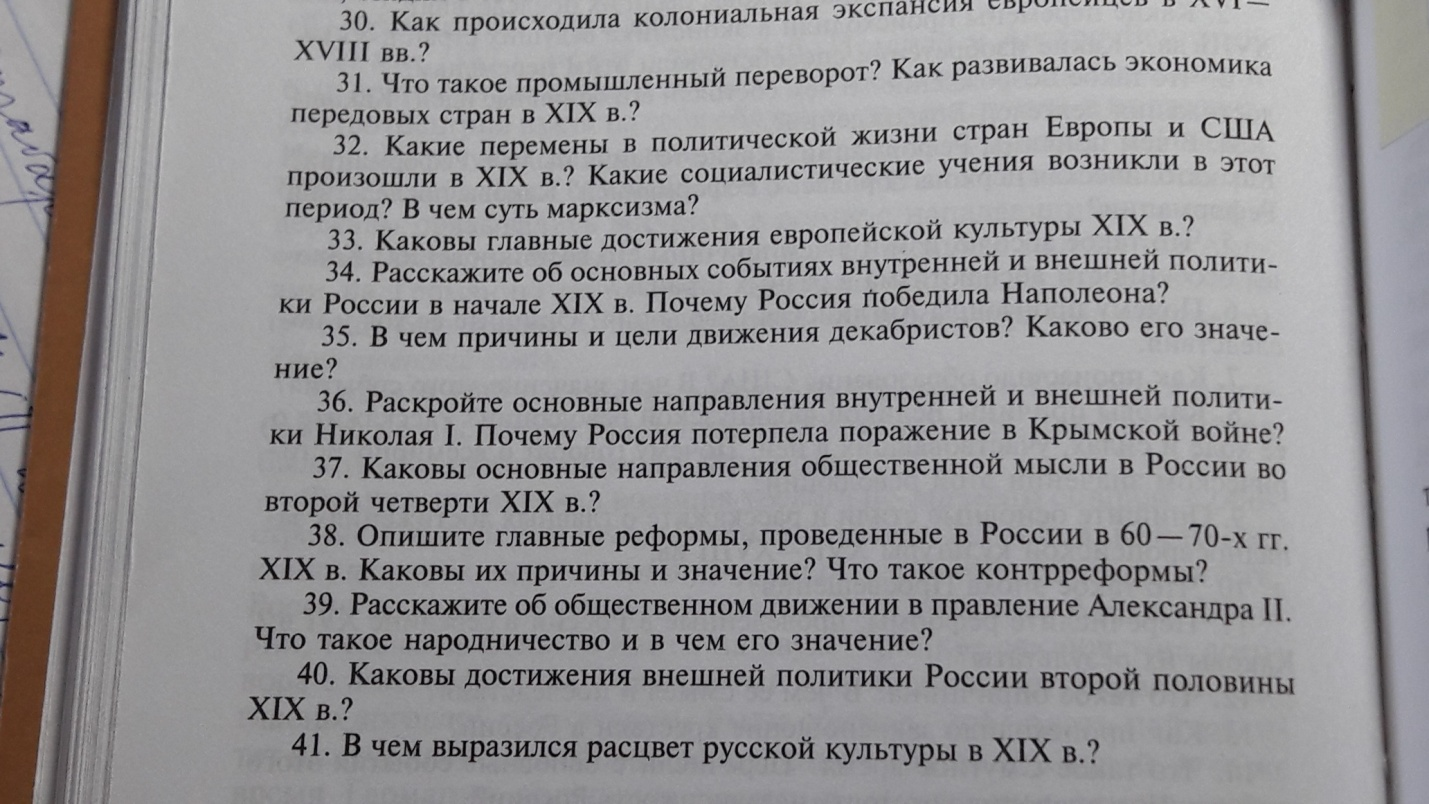 30. Как происходила колониальная экспансия европейцев в XVI—
XVIII вв.?
31. Что такое промышленный переворот? Как развивалась экономика
передовых стран в XIX в.?
32. Какие перемены в политической жизни стран Европы и США
произошли в XIX в.? Какие социалистические учения возникли в этот
период? В чем суть марксизма?
33. Каковы главные достижения европейской культуры XIX в.?
34. Расскажите об основных событиях внутренней и внешней полити-
ки России в начале XIX в. Почему Россия победила Наполеона?
35. В чем причины и цели движения декабристов? Каково его значе-
ние?
36. Раскройте основные направления внутренней и внешней полити-
ки Николая I. Почему Россия потерпела поражение в Крымской войне?
37. Каковы основные направления общественной мысли в России во
второй четверти XIX в.?
38. Опишите главные реформы, проведенные в России в 60—70-х гг.
XIX в. Каковы их причины и значение? Что такое контрреформы?
39. Расскажите об общественном движении в правление Александра II.
Что такое народничество и в чем его значение?
40. Каковы достижения внешней политики России второй половины
XIX в.?
41. В чем выразился расцвет русской культуры в XIX в.?